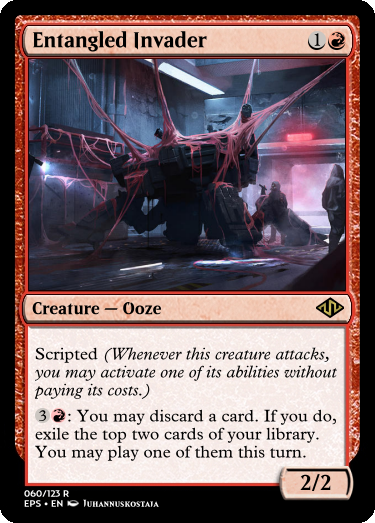 Entangled Invader 1
Creature — Ooze
Scripted (Whenever this creature attacks,
you may activate one of its abilities without
paying its costs.)
3: You may discard a card. If you do,
exile the top two cards of your library.
You may play one of them this turn.
2/2
060/123 R
EPS • EN Juhannuskostaja